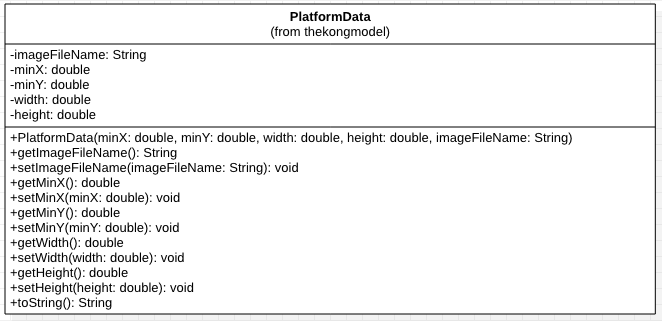 PlatformData
(from thekongmodel)
-imageFileName: String
-minX: double
-minY: double
-width: double
-height: double
+PlatformData(minX: double, minY: double, width: double, height: double, imageFileName: String)
+getImageFileName(): String
+setImageFileName(imageFileName: String): void
+getMinX(): double
+setMinX(minX: double): void
+getMinY(): double
+setMinY(minY: double): void
+getWidth(): double
+setWidth(width: double): void
+getHeight(): double
+setHeight(height: double): void
+toString(): String